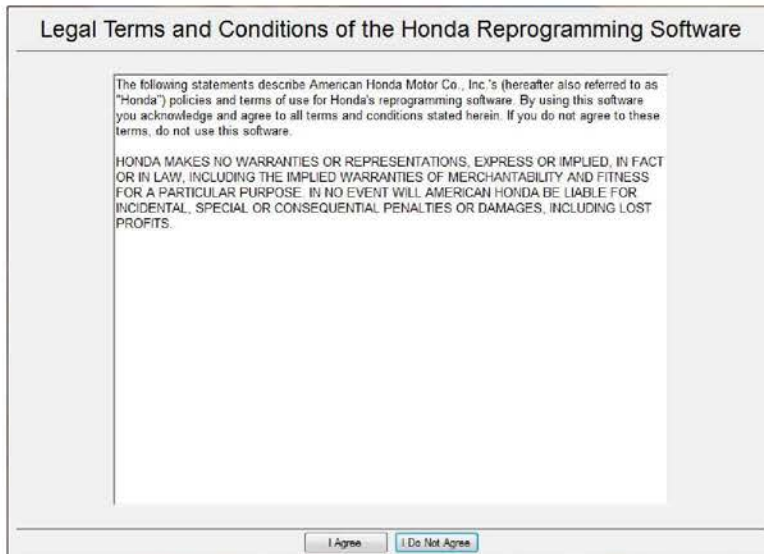 Legal Terms and Conditions of the Honda Reprogramming Software
The following statements describe American Honda Motor Co., Inc.'s (hereafter also referred to as
"Honda") policies and terms of use for Honda's reprogramming software. By using this software
you acknowledge and agree to all terms and conditions stated herein. If you do not agree to these
terms, do not use this software.
HONDA MAKES NO WARRANTIES OR REPRESENTATIONS, EXPRESS OR IMPLIED, IN FACT
OR IN LAW, INCLUDING THE IMPLIED WARRANTIES OF MERCHANTABILITY AND FITNESS
FOR A PARTICULAR PURPOSE. IN NO EVENT WILL AMERICAN HONDA BE LIABLE FOR
INCIDENTAL, SPECIAL OR CONSEQUENTIAL PENALTIES OR DAMAGES, INCLUDING LOST
PROFITS.
I Agree
I Do Not Agree